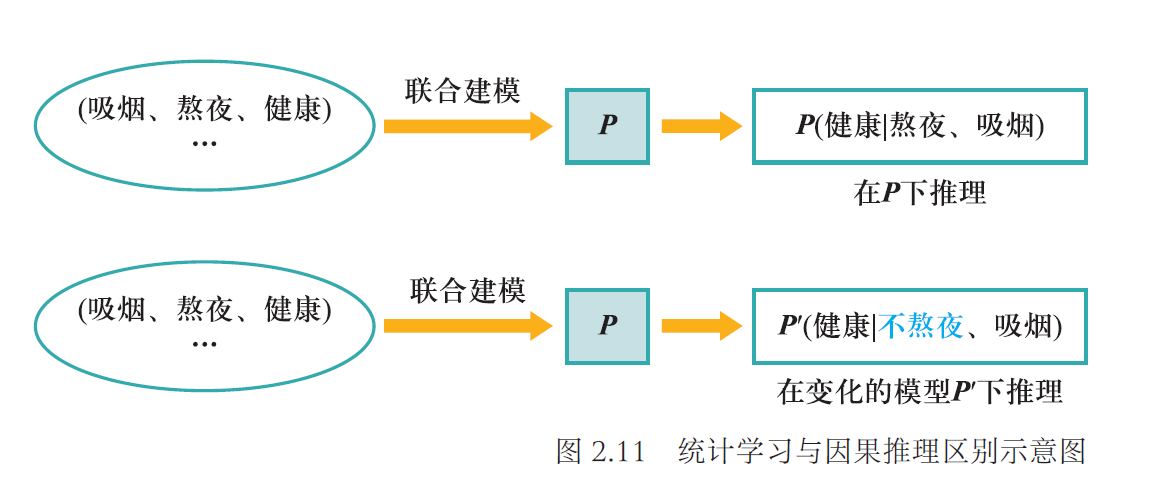 (吸烟、熬夜、健康)
...
联合建模
P
P(健康|熬夜、吸烟)
在P下推理
(吸烟、熬夜、健康)
...
联合建模
P
P′(健康|不熬夜、吸烟)
在变化的模型P′下推理
图 2.11 统计学习与因果推理区别示意图